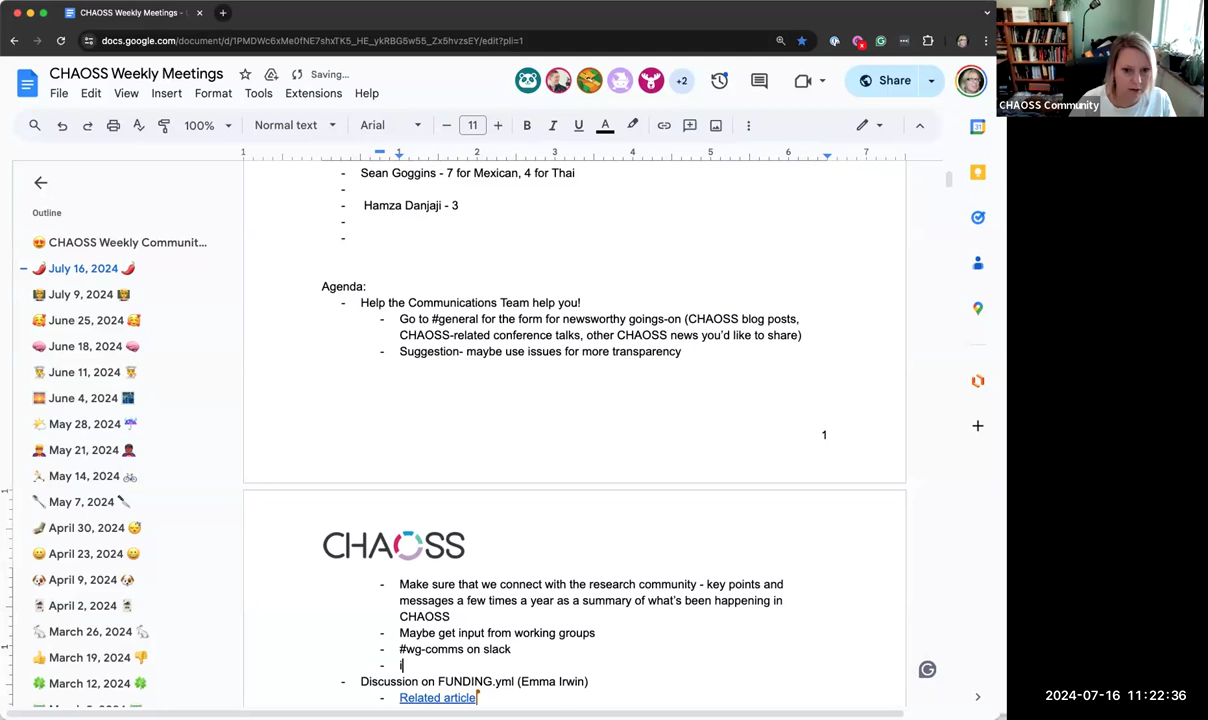 CHAOSS Weekly Meetings -
docs.google.com/document/d/1PMDWc6xMe0fNE7shxTK5_HE_ykRBG5w55_Zx5hvzsEY/edit?pli=1
CHAOSS Weekly Meetings
Saving...
File Edit View Insert Format Tools Extensions Help
+2
Share
100% Normal text Arial 11 B I U A
1 1 2 3 4 5 6 7
Outline
CHAOSS Weekly Communit...
🌶️ July 16, 2024 🌶️
July 9, 2024
🥰 June 25, 2024 🥰
🧠 June 18, 2024 🧠
June 11, 2024
June 4, 2024
May 28, 2024
May 21, 2024
May 14, 2024
May 7, 2024
April 30, 2024
April 23, 2024
April 9, 2024
April 2, 2024
March 26, 2024
👍 March 19, 2024 👎
🍀 March 12, 2024 🍀
- Sean Goggins - 7 for Mexican, 4 for Thai
-
- Hamza Danjaji - 3
-
-
Agenda:
- Help the Communications Team help you!
- Go to #general for the form for newsworthy goings-on (CHAOSS blog posts,
CHAOSS-related conference talks, other CHAOSS news you'd like to share)
- Suggestion- maybe use issues for more transparency
1
CHAOSS
- Make sure that we connect with the research community - key points and
messages a few times a year as a summary of what's been happening in
CHAOSS
- Maybe get input from working groups
- #wg-comms on slack
- i
- Discussion on FUNDING.yml (Emma Irwin)
- Related article
CHAOSS Community
2024-07-16 11:22:36